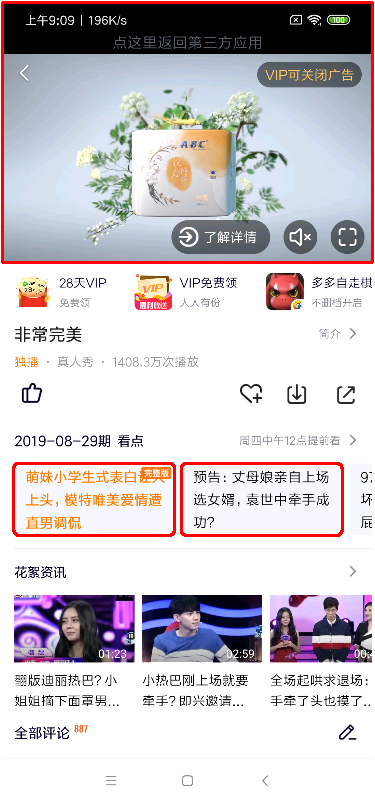 上午9:09 | 196K/s
100
点这里返回第三方应用
VIP可关闭广告
ABC
了解详情
28天VIP
免费领
VIP
VIP免费领
人人有份
多多自走棋
不删档开启
非常完美
简介
独播 · 真人秀 · 1408.3万次播放
2019-08-29期 看点
周四中午12点提前看
萌妹小学生式表白
完整版
上头，模特唯美爱情遭
直男调侃
预告：丈母娘亲自上场
选女婿，袁世中牵手成
功？
花絮资讯
01:23
02:59
翻版迪丽热巴？小
姐姐摘下面罩男...
小热巴刚上场就要
牵手？即兴邀请...
全场起哄求退场：
手牵了头也摸了
全部评论 887